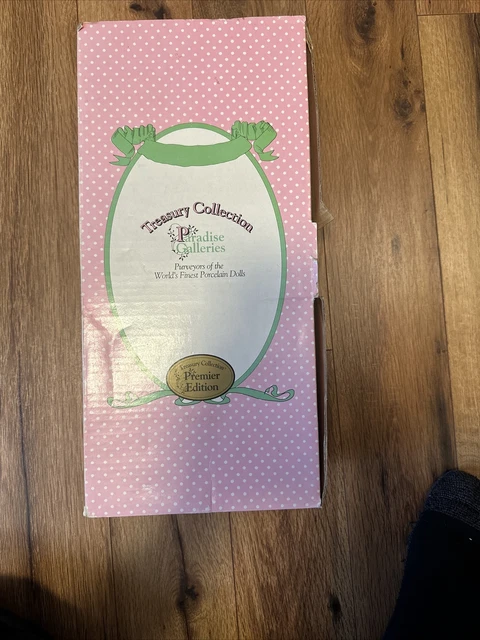 Treasury Collection
Paradise
Galleries
Purveyors of the
World's Finest Porcelain Dolls
Treasury Collection
Premier
Edition